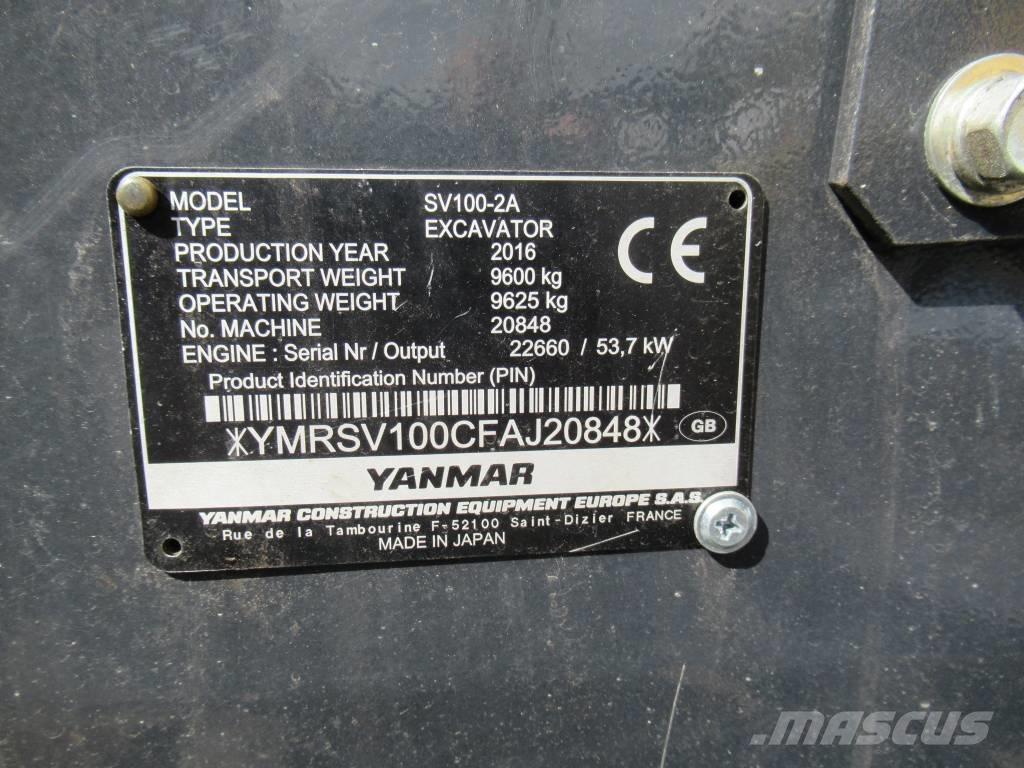 MODEL SV100-2A
TYPE EXCAVATOR
PRODUCTION YEAR 2016
TRANSPORT WEIGHT 9600 kg
OPERATING WEIGHT 9625 kg
No. MACHINE 20848
ENGINE : Serial Nr / Output 22660 / 53,7 kW
CE
Product Identification Number (PIN)
*YMRSV100CFAJ20848* GB
YANMAR
YANMAR CONSTRUCTION EQUIPMENT EUROPE S.A.S.
Rue de la Tambourine F-52100 Saint-Dizier FRANCE
MADE IN JAPAN
MASCUS